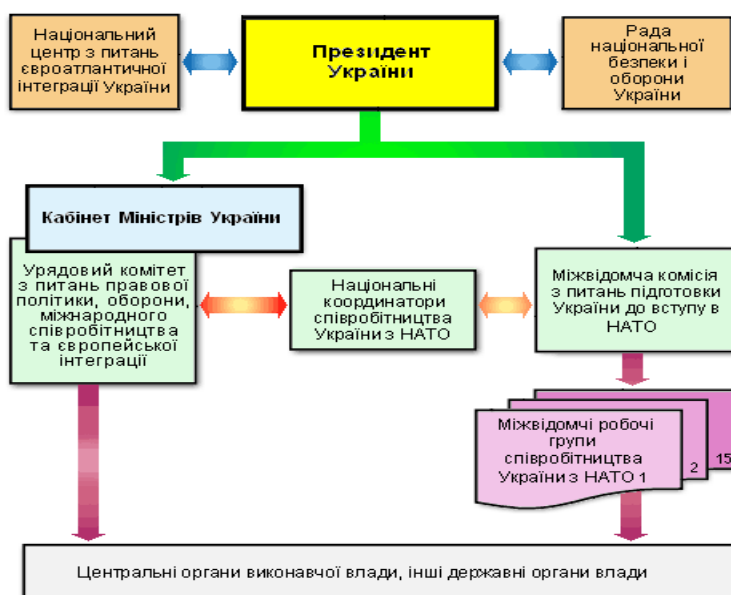 Національний
центр з питань
євроатлантичної
інтеграції України
Президент
України
Рада
національної
безпеки і
оборони
України
Кабінет Міністрів України
Урядовий комітет
з питань правової
політики, оборони,
міжнародного
співробітництва
та європейської
інтеграції
Національні
координатори
співробітництва
України з НАТО
Міжвідомча комісія
з питань підготовки
України до вступу в
НАТО
Міжвідомчі робочі
групи
співробітництва
України з НАТО 1
2
15
Центральні органи виконавчої влади, інші державні органи влади